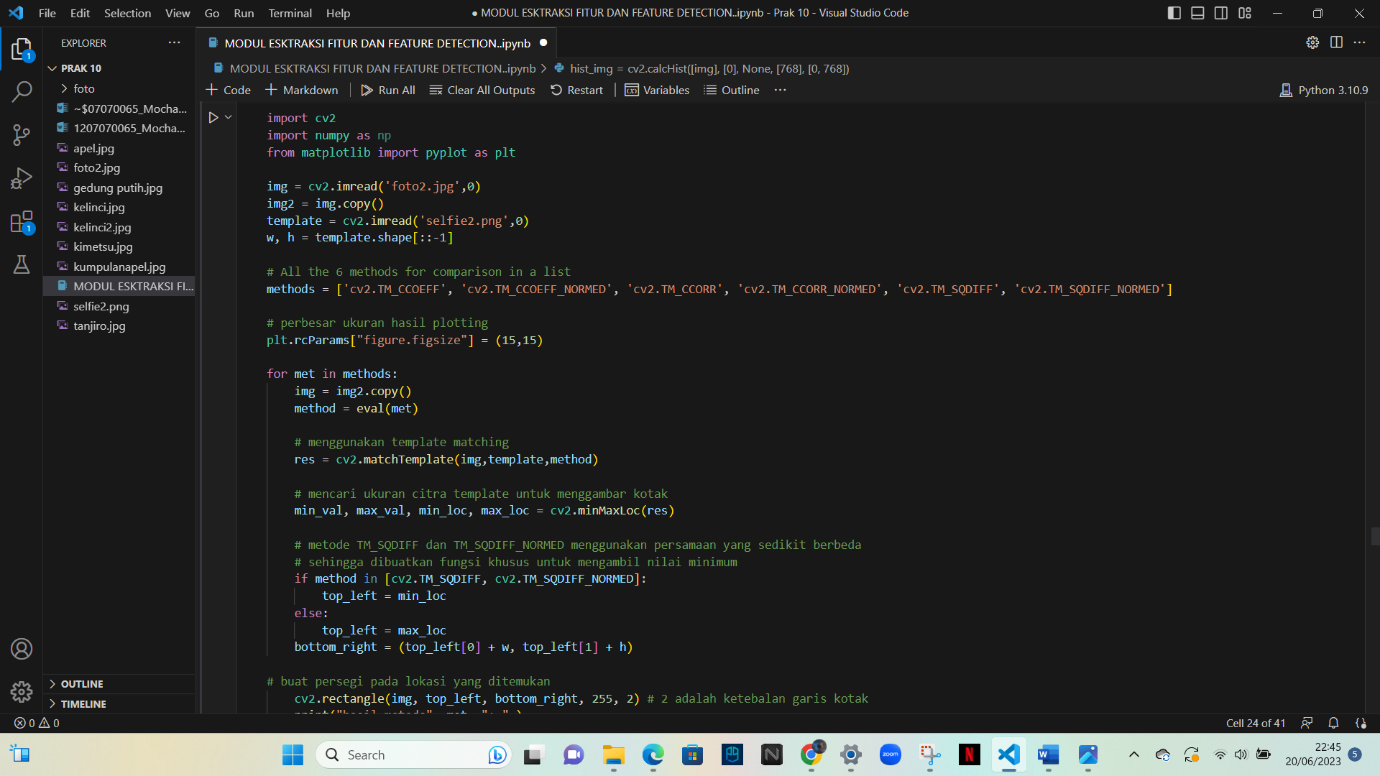 File Edit Selection View Go Run Terminal Help
● MODUL ESKTRAKSI FITUR DAN FEATURE DETECTION..ipynb - Prak 10 - Visual Studio Code
EXPLORER
MODUL ESKTRAKSI FITUR DAN FEATURE DETECTION..ipynb ●
PRAK 10
MODUL ESKTRAKSI FITUR DAN FEATURE DETECTION..ipynb > hist_img = cv2.calcHist([img], [0], None, [768], [0, 768])
+ Code + Markdown Run All Clear All Outputs Restart Variables Outline ··· Python 3.10.9
foto
~$07070065_Mocha...
1207070065_Mocha...
apel.jpg
foto2.jpg
gedung putih.jpg
kelinci.jpg
kelinci2.jpg
kimetsu.jpg
kumpulanapel.jpg
MODUL ESKTRAKSI FI...
selfie2.png
tanjiro.jpg
OUTLINE
TIMELINE
import cv2
import numpy as np
from matplotlib import pyplot as plt
img = cv2.imread('foto2.jpg',0)
img2 = img.copy()
template = cv2.imread('selfie2.png',0)
w, h = template.shape[::-1]
# All the 6 methods for comparison in a list
methods = ['cv2.TM_CCOEFF', 'cv2.TM_CCOEFF_NORMED', 'cv2.TM_CCORR', 'cv2.TM_CCORR_NORMED', 'cv2.TM_SQDIFF', 'cv2.TM_SQDIFF_NORMED']
# perbesar ukuran hasil plotting
plt.rcParams["figure.figsize"] = (15,15)
for met in methods:
    img = img2.copy()
    method = eval(met)
    # menggunakan template matching
    res = cv2.matchTemplate(img,template,method)
    # mencari ukuran citra template untuk menggambar kotak
    min_val, max_val, min_loc, max_loc = cv2.minMaxLoc(res)
    # metode TM_SQDIFF dan TM_SQDIFF_NORMED menggunakan persamaan yang sedikit berbeda
    # sehingga dibuatkan fungsi khusus untuk mengambil nilai minimum
    if method in [cv2.TM_SQDIFF, cv2.TM_SQDIFF_NORMED]:
        top_left = min_loc
    else:
        top_left = max_loc
    bottom_right = (top_left[0] + w, top_left[1] + h)
# buat persegi pada lokasi yang ditemukan
    cv2.rectangle(img, top_left, bottom_right, 255, 2) # 2 adalah ketebalan garis kotak
0 0
Cell 24 of 41
Search
zoom
22:45
20/06/2023
5